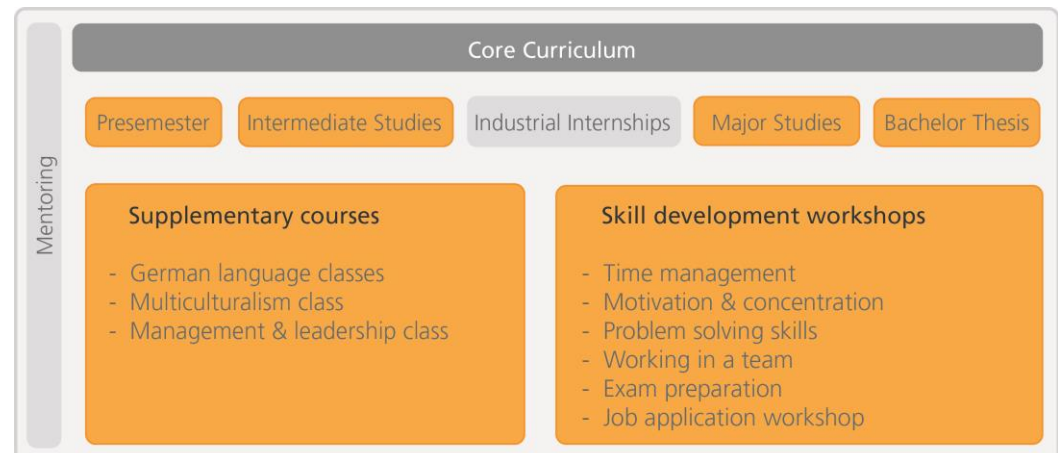 Core Curriculum
Presemester
Intermediate Studies
Industrial Internships
Major Studies
Bachelor Thesis
Mentoring
Supplementary courses
- German language classes
- Multiculturalism class
- Management & leadership class
Skill development workshops
- Time management
- Motivation & concentration
- Problem solving skills
- Working in a team
- Exam preparation
- Job application workshop